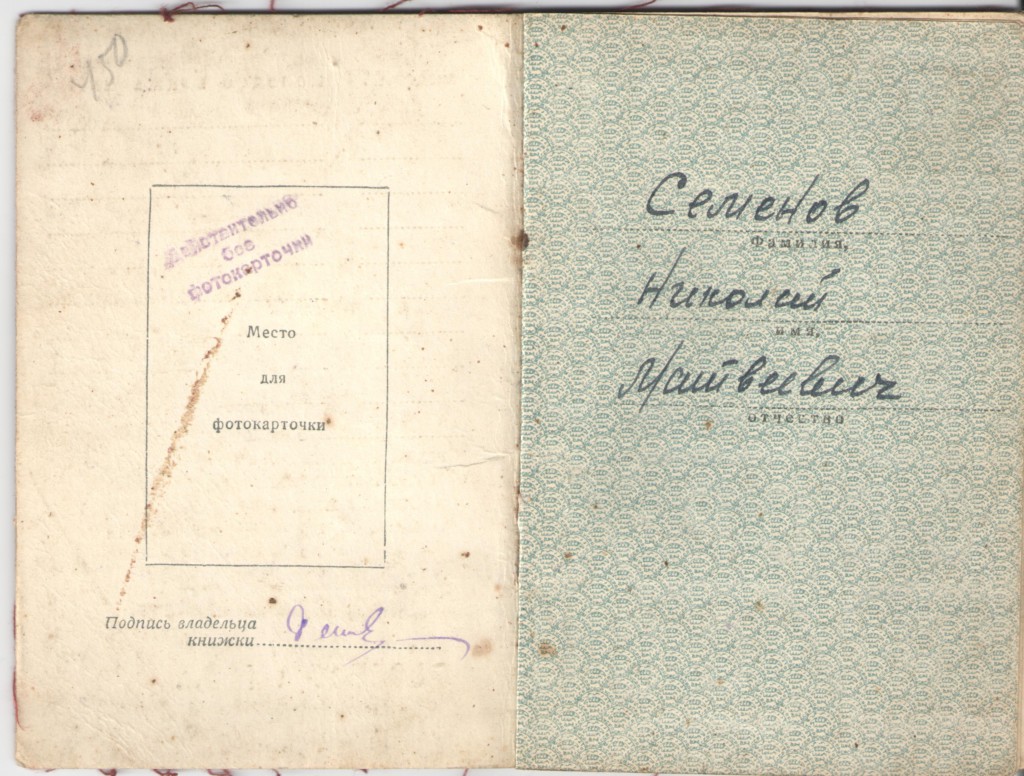 450
Действительно
без
фотокарточки
Место
для
фотокарточки
Подпись владельца
книжки
Семенов
Фамилия,
Николай
имя,
Матвеевич
отчество